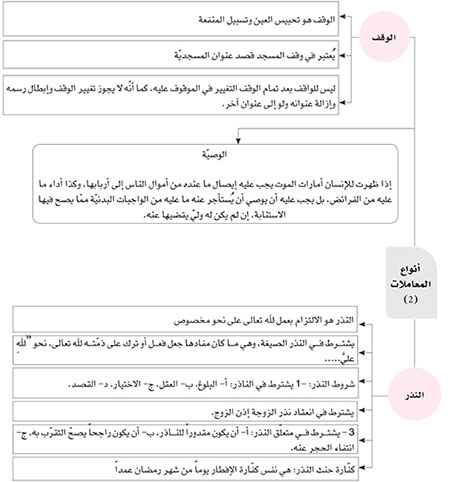 الوقف هو تحبيس العين وتسبيل المنفعة
الوقف
يُعتبر في وقف المسجد قصد عنوان المسجديّة
ليس للواقف بعد تمام الوقف التغيير في الموقوف عليه، كما أنّه لا يجوز تغيير الوقف وإبطال رسمه
وإزالة عنوانه ولو إلى عنوان آخر.
الوصيّة
إذا ظهرت للإنسان أمارات الموت يجب عليه إيصال ما عنده من أموال الناس إلى أربابها، وكذا أداء ما
عليه من الفرائض، بل يجب عليه أن يوصي أن يُستأجر عنه ما عليه من الواجبات البدنيّة ممّا يصح فيها
الاستنابة، إن لم يكن له وليّ يقضيها عنه.
أنواع
المعاملات
(2)
النذر هو الالتزام بعمل لله تعالى على نحو مخصوص
يشترط في النذر الصيغة، وهي ما كان مفادها جعل فعل أو ترك على ذمّته لله تعالى، نحو "للهِ
عليَّ.....
شروط النذر: 1- يشترط في الناذر: أ- البلوغ. ب- العقل. ج- الاختيار. د- القصد.
النذر
يشترط في انعقاد نذر الزوجة إذن الزوج.
3 - يشترط في متعلّق النذر: أ- أن يكون مقدوراً للناذر. ب- أن يكون راجحاً يصحّ التقرّب به. ج-
انتفاء الحجر عنه.
كفّارة حنث النذر: هي نفس كفّارة الإفطار يوماً من شهر رمضان عمداً